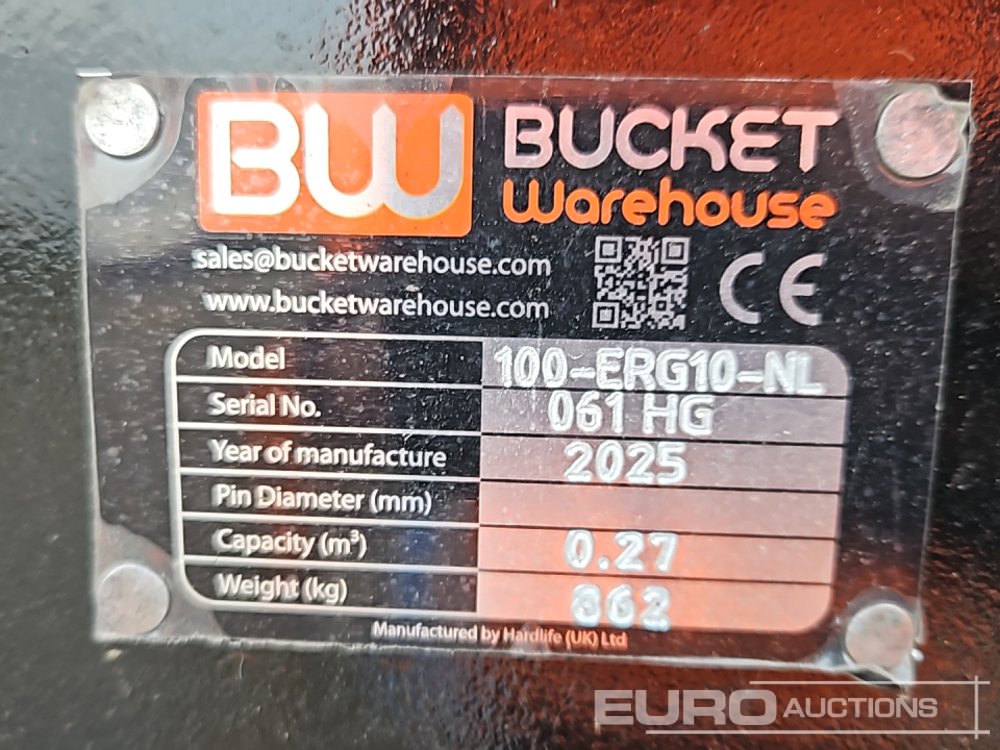 BW BUCKET
Warehouse
sales@bucketwarehouse.com
www.bucketwarehouse.com
CE
Model 100-ERG10-NL
Serial No. 061 HG
Year of manufacture 2025
Pin Diameter (mm)
Capacity (m³) 0.27
Weight (kg) 862
Manufactured by Hardlife (UK) Ltd
EURO AUCTIONS